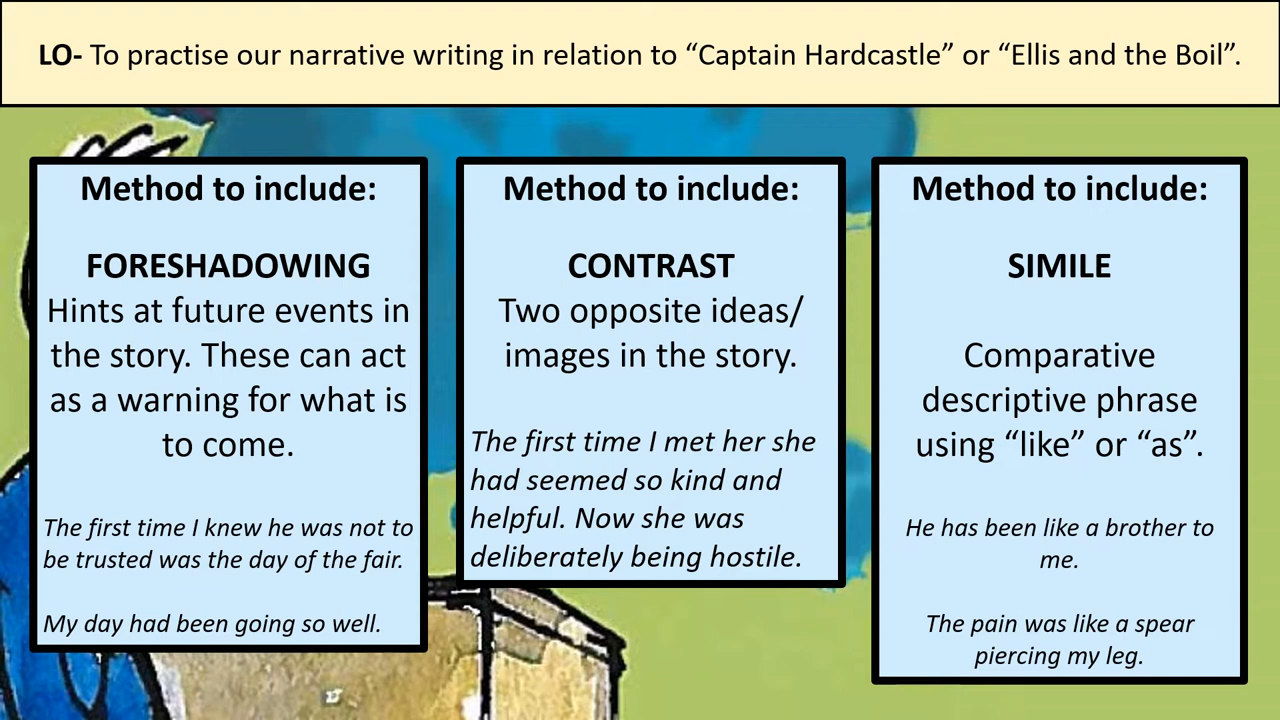 LO- To practise our narrative writing in relation to “Captain Hardcastle” or “Ellis and the Boil”.
Method to include:
FORESHADOWING
Hints at future events in
the story. These can act
as a warning for what is
to come.
The first time I knew he was not to
be trusted was the day of the fair.
My day had been going so well.
Method to include:
CONTRAST
Two opposite ideas/
images in the story.
The first time I met her she
had seemed so kind and
helpful. Now she was
deliberately being hostile.
Method to include:
SIMILE
Comparative
descriptive phrase
using “like” or “as”.
He has been like a brother to
me.
The pain was like a spear
piercing my leg.